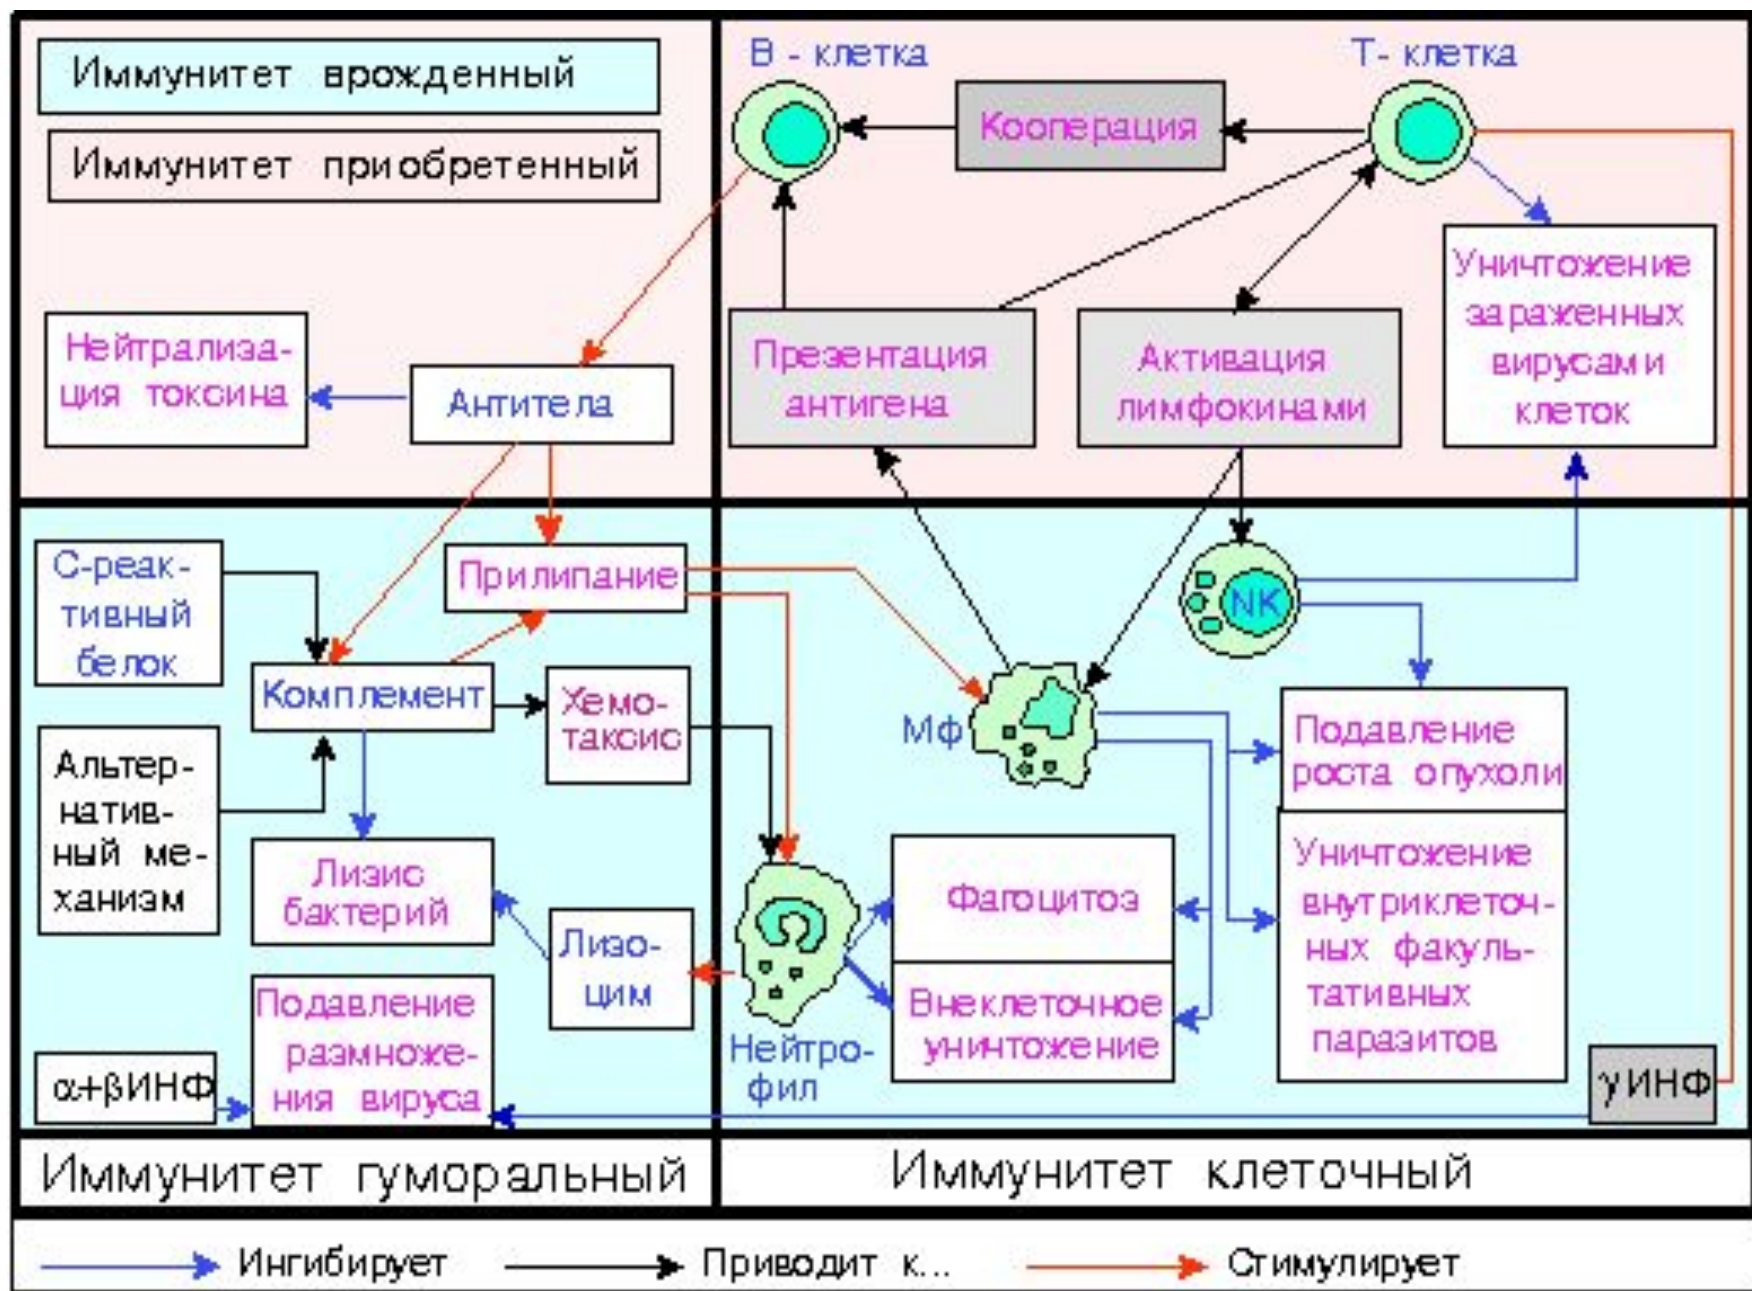 Иммунитет врожденный
Иммунитет приобретенный
В - клетка
Т- клетка
Кооперация
Нейтрализа-
ция токсина
Антитела
Презентация
антигена
Активация
лимфокинами
Уничтожение
зараженных
вирусами
клеток
С-реак-
тивный
белок
Прилипание
NK
Комплемент
Хемо-
таксис
Мф
Подавление
роста опухоли
Альтер-
натив-
ный ме-
ханизм
Лизис
бактерий
Лизо-
цим
Фагоцитоз
Уничтожение
внутриклеточ-
ных факуль-
тативных
паразитов
Внеклеточное
уничтожение
Нейтро-
фил
Подавление
размноже-
ния вируса
α+βИНФ
γИНФ
Иммунитет гуморальный
Иммунитет клеточный
Ингибирует
Приводит к...
Стимулирует